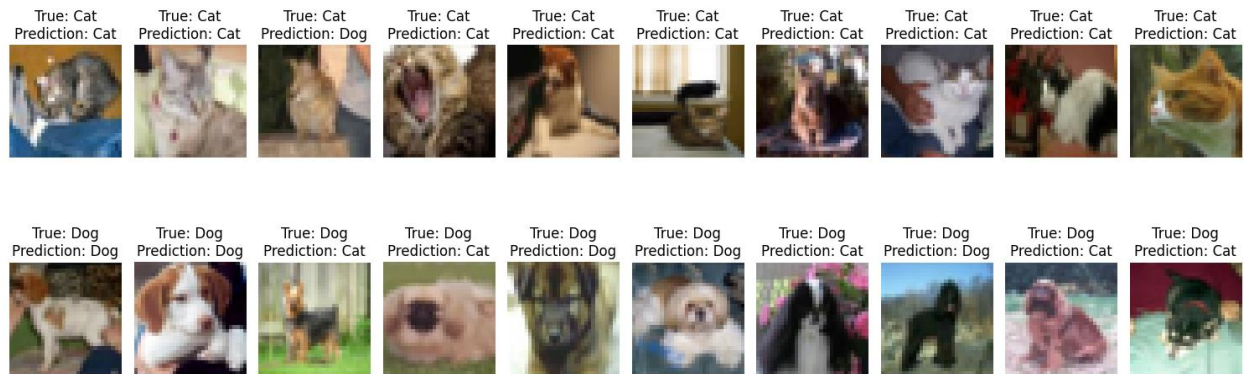 True: Cat True: Cat True: Cat True: Cat True: Cat True: Cat True: Cat True: Cat True: Cat True: Cat
Prediction: Cat Prediction: Cat Prediction: Dog Prediction: Cat Prediction: Cat Prediction: Cat Prediction: Cat Prediction: Cat Prediction: Cat Prediction: Cat
True: Dog True: Dog True: Dog True: Dog True: Dog True: Dog True: Dog True: Dog True: Dog True: Dog
Prediction: Dog Prediction: Dog Prediction: Cat Prediction: Cat Prediction: Dog Prediction: Dog Prediction: Cat Prediction: Dog Prediction: Cat Prediction: Cat